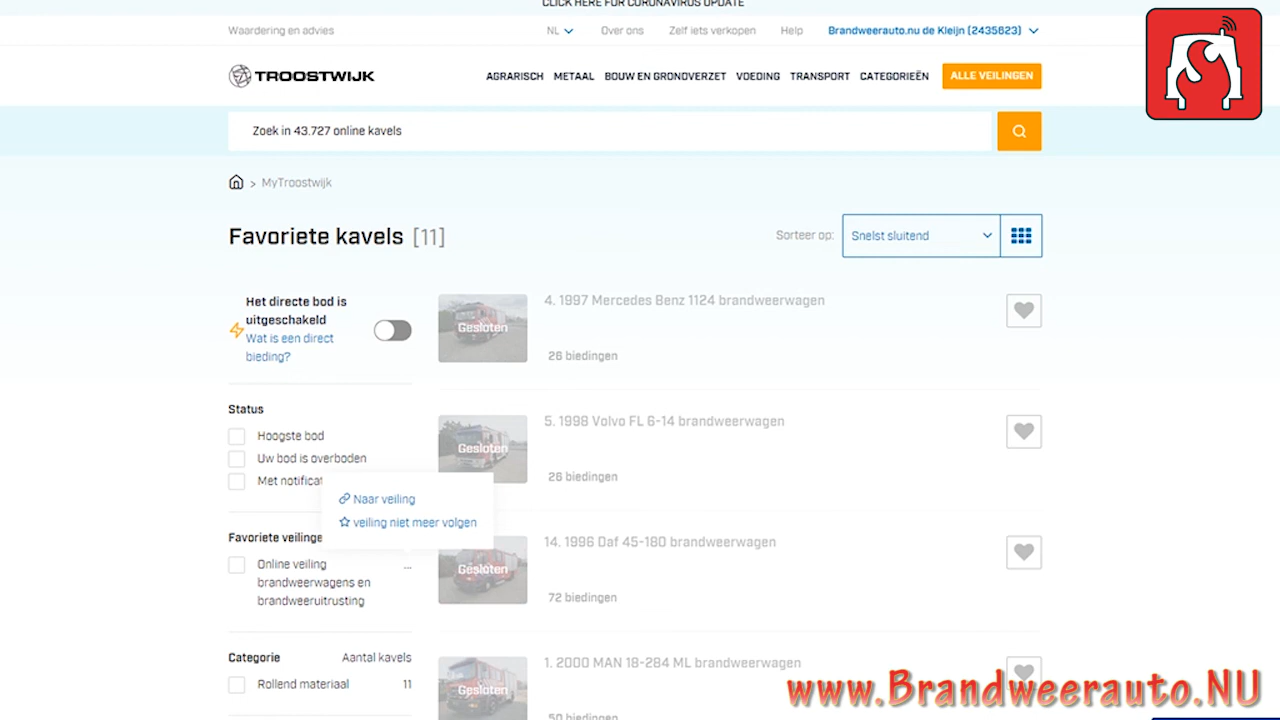 CLICK HERE FOR CORONAVIRUS UPDATE
Waardering en advies
NL
Over ons
Zelf iets verkopen
Help
Brandweerauto.nu de Kleijn (2435623)
TROOSTWIJK
AGRARISCH
METAAL
BOUW EN GRONDVERZET
VOEDING
TRANSPORT
CATEGORIEËN
ALLE VEILINGEN
Zoek in 43.727 online kavels
> MyTroostwijk
Favoriete kavels [11]
Sorteer op:
Snelst sluitend
Het directe bod is
uitgeschakeld
Wat is een direct
bieding?
Status
Hoogste bod
Uw bod is overboden
Met notificat
Naar veiling
veiling niet meer volgen
Favoriete veilinge
Online veiling
...
brandweerwagens en
brandweeruitrusting
Categorie
Aantal kavels
Rollend materiaal
11
Gesloten
4. 1997 Mercedes Benz 1124 brandweerwagen
26 biedingen
Gesloten
5. 1998 Volvo FL 6-14 brandweerwagen
26 biedingen
Gesloten
14. 1996 Daf 45-180 brandweerwagen
72 biedingen
Gesloten
1. 2000 MAN 18-284 ML brandweerwagen
50 biedingen
www.Brandweerauto.NU